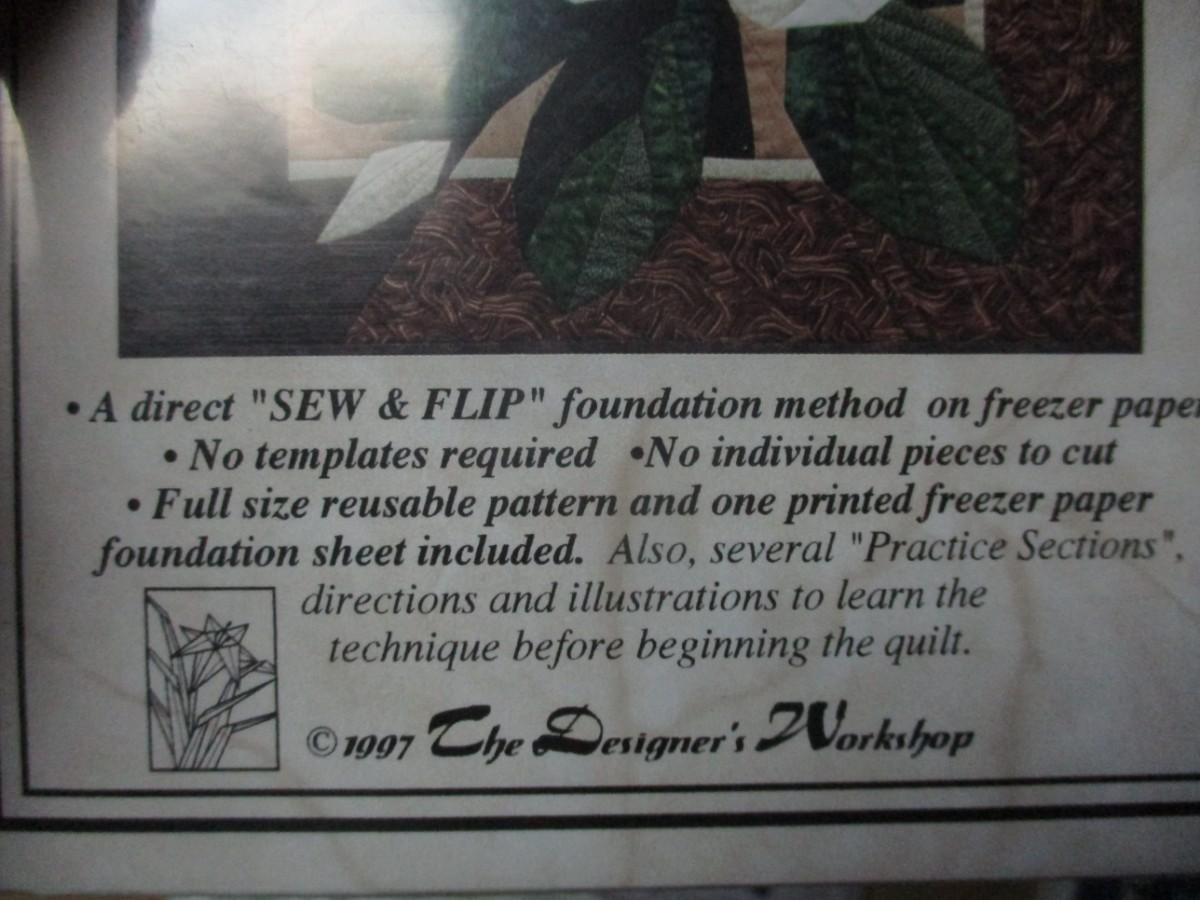 • A direct "SEW & FLIP" foundation method on freezer paper
• No templates required •No individual pieces to cut
• Full size reusable pattern and one printed freezer paper
foundation sheet included. Also, several "Practice Sections",
directions and illustrations to learn the
technique before beginning the quilt.
© 1997 The Designer's Workshop